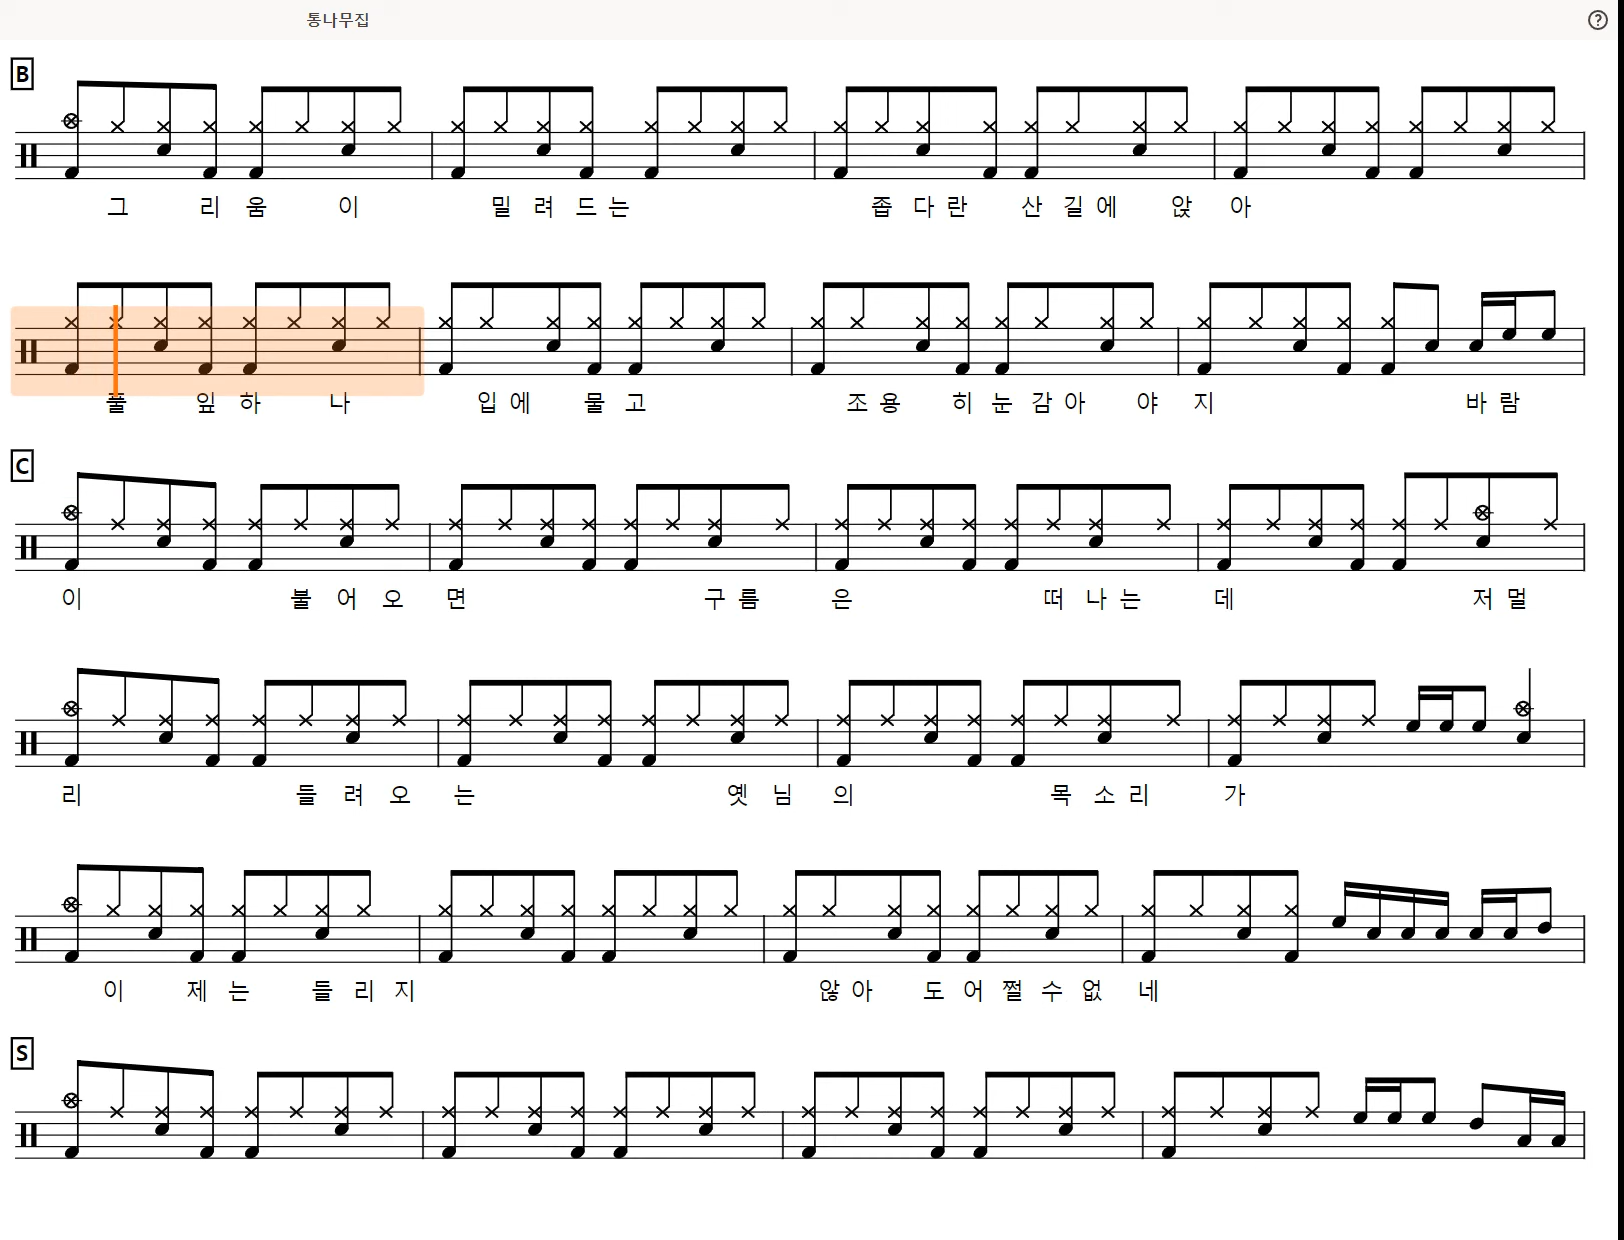 통나무집
B
그 리 움 이 밀 려 드 는 좁 다 란 산 길 에 앉 아
풀 잎 하 나 입 에 물 고 조 용 히 눈 감 아 야 지 바 람
C
이 불 어 오 면 구 름 은 떠 나 는 데 저 멀
리 들 려 오 는 옛 님 의 목 소 리 가
이 제 는 들 리 지 않 아 도 어 쩔 수 없 네
S